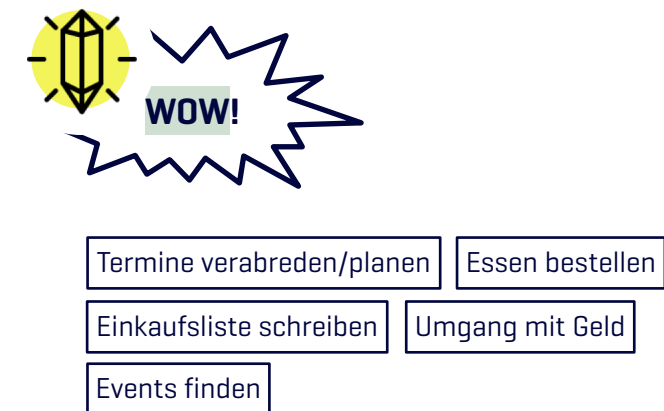 WOW!
Termine verabreden/planen Essen bestellen
Einkaufsliste schreiben Umgang mit Geld
Events finden